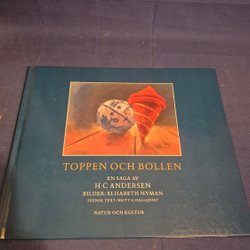 TOPPEN OCH BOLLEN
EN SAGA AV
H C ANDERSEN
BILDER: ELISABETH NYMAN
SVENSK TEXT: BRITT G HALLQVIST
NATUR OCH KULTUR